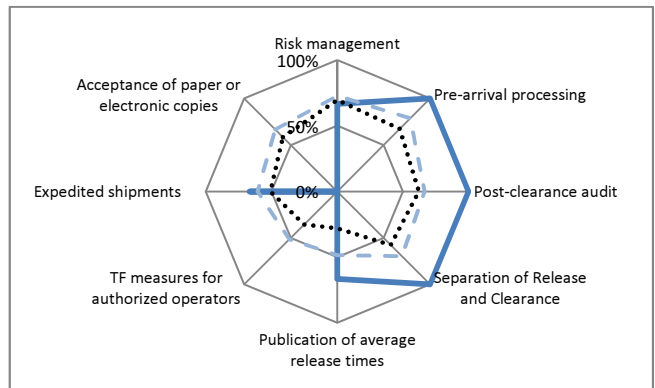 Risk management
100%
Acceptance of paper or
electronic copies
Pre-arrival processing
50%
Expedited shipments
0%
Post-clearance audit
TF measures for
authorized operators
Separation of Release
and Clearance
Publication of average
release times